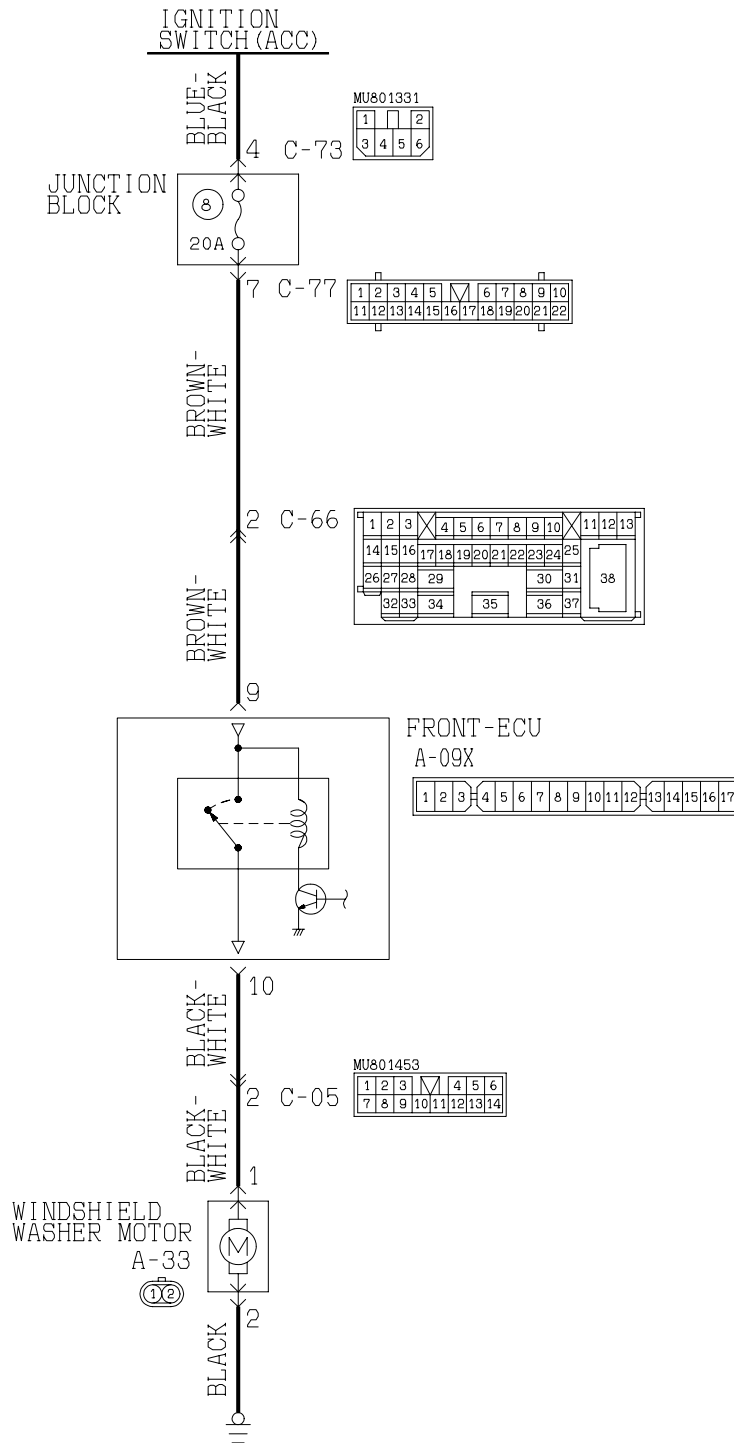 IGNITION
SWITCH(ACC)
BLUE-
BLACK
MU801331
1 2
3 4 5 6
4 C-73
JUNCTION
BLOCK
8
20A
7 C-77
1 2 3 4 5 6 7 8 9 10
11 12 13 14 15 16 17 18 19 20 21 22
BROWN-
WHITE
2 C-66
1 2 3 4 5 6 7 8 9 10 11 12 13
14 15 16 17 18 19 20 21 22 23 24 25
26 27 28 29 30 31 38
32 33 34 35 36 37
BROWN-
WHITE
9
FRONT-ECU
A-09X
1 2 3 4 5 6 7 8 9 10 11 12 13 14 15 16 17
10
BLACK-
WHITE
MU801453
1 2 3 4 5 6
7 8 9 10 11 12 13 14
2 C-05
BLACK-
WHITE
1
WINDSHIELD
WASHER MOTOR
M
A-33
1 2
2
BLACK